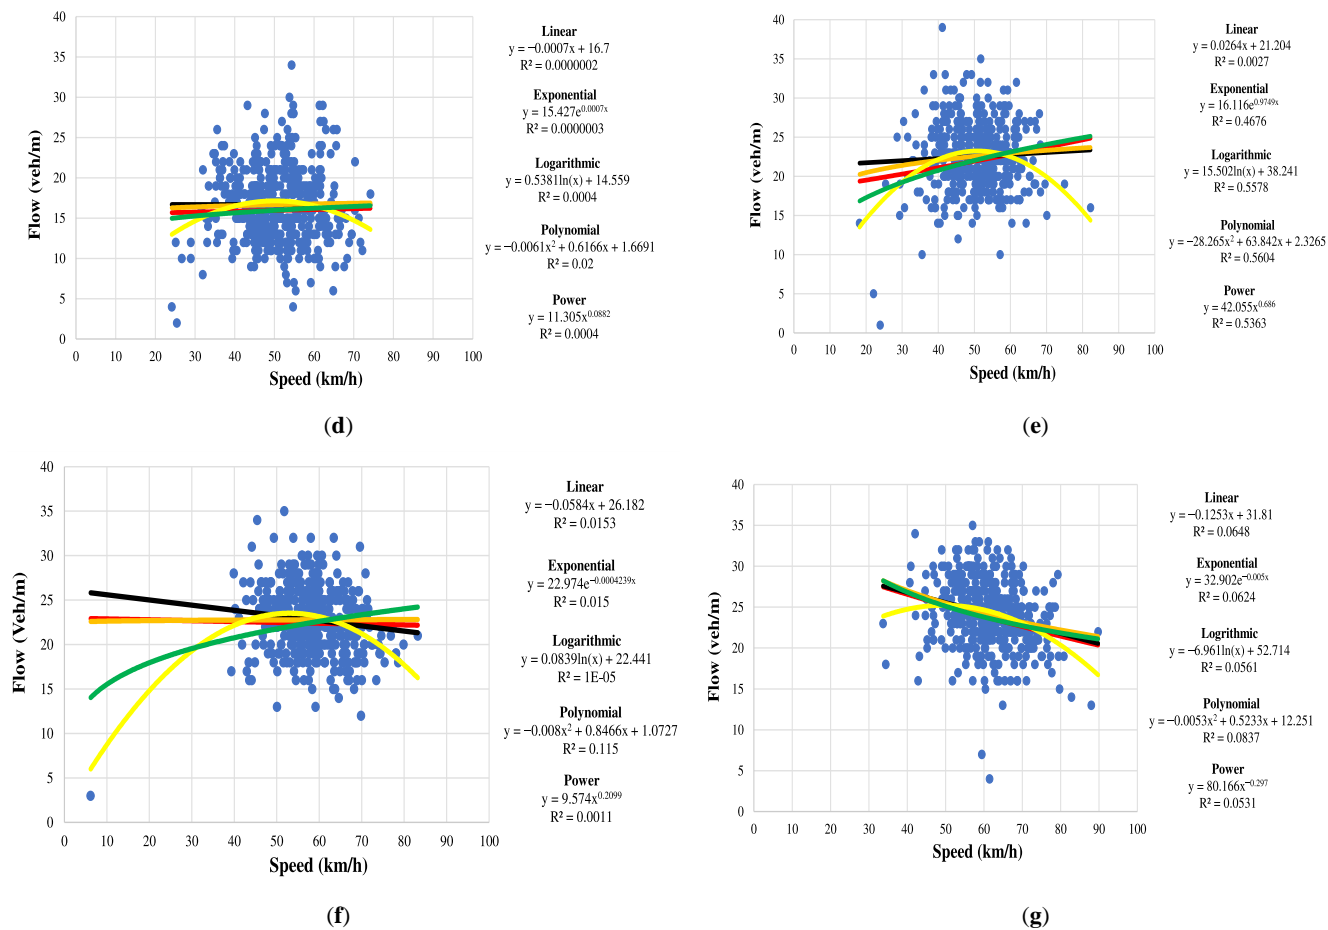 40
35
30
25
20
15
10
5
0
Flow (veh/m)
0 10 20 30 40 50 60 70 80 90 100
Speed (km/h)
Linear
y = −0.0007x + 16.7
R² = 0.0000002
Exponential
y = 15.427e^0.0007x
R² = 0.0000003
Logarithmic
y = 0.5381ln(x) + 14.559
R² = 0.0004
Polynomial
y = −0.0061x² + 0.6166x + 1.6691
R² = 0.02
Power
y = 11.305x^0.0882
R² = 0.0004
(d)
40
35
30
25
20
15
10
5
0
Flow (veh/m)
0 10 20 30 40 50 60 70 80 90 100
Speed (km/h)
Linear
y = 0.0264x + 21.204
R² = 0.0027
Exponential
y = 16.116e^0.9749x
R² = 0.4676
Logarithmic
y = 15.502ln(x) + 38.241
R² = 0.5578
Polynomial
y = −28.265x² + 63.842x + 2.3265
R² = 0.5604
Power
y = 42.055x^0.686
R² = 0.5363
(e)
40
35
30
25
20
15
10
5
0
Flow (Veh/m)
0 10 20 30 40 50 60 70 80 90 100
Speed (km/h)
Linear
y = −0.0584x + 26.182
R² = 0.0153
Exponential
y = 22.974e^−0.0004239x
R² = 0.015
Logarithmic
y = 0.0839ln(x) + 22.441
R² = 1E-05
Polynomial
y = −0.008x² + 0.8466x + 1.0727
R² = 0.115
Power
y = 9.574x^0.2099
R² = 0.0011
(f)
40
35
30
25
20
15
10
5
0
Flow (veh/m)
0 10 20 30 40 50 60 70 80 90 100
Speed (km/h)
Linear
y = −0.1253x + 31.81
R² = 0.0648
Exponential
y = 32.902e^−0.005x
R² = 0.0624
Logarithmic
y = −6.961ln(x) + 52.714
R² = 0.0561
Polynomial
y = −0.0053x² + 0.5233x + 12.251
R² = 0.0837
Power
y = 80.166x^−0.297
R² = 0.0531
(g)